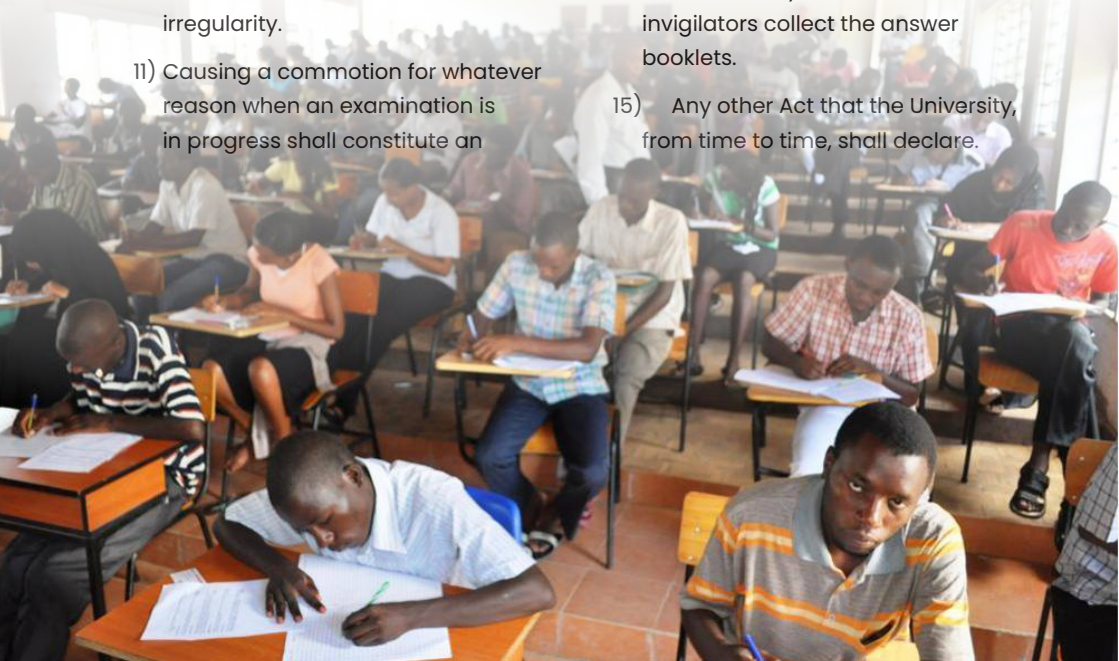 irregularity.
11) Causing a commotion for whatever
reason when an examination is
in progress shall constitute an
invigilators collect the answer
booklets.
15) Any other Act that the University,
from time to time, shall declare.